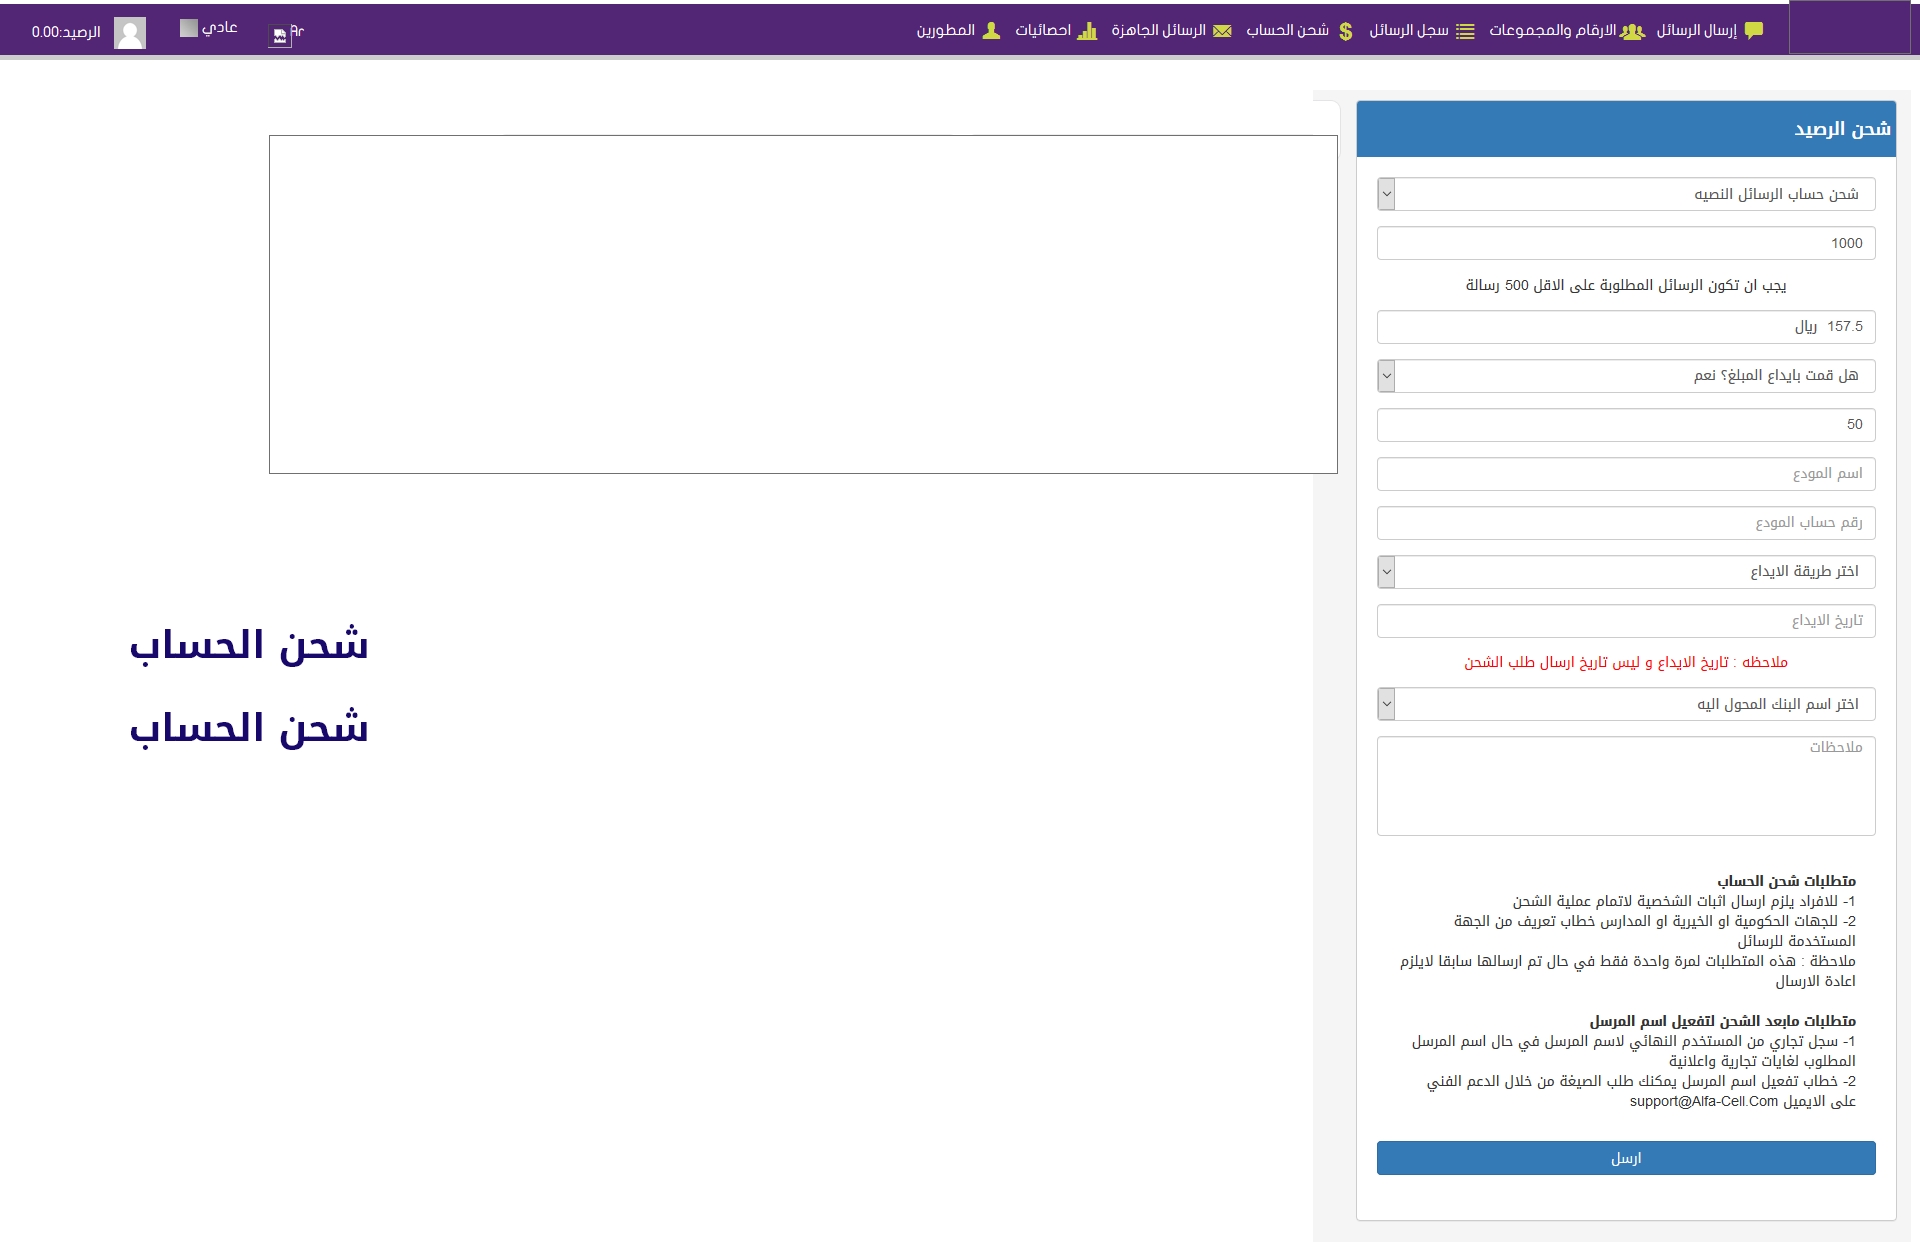 إرسال الرسائل الارقام والمجموعات سجل الرسائل شحن الحساب الرسائل الجاهزة احصائيات المطورين Ar عادي الرصيد:0.00
شحن الرصيد
شحن حساب الرسائل النصيه
1000
يجب ان تكون الرسائل المطلوبة على الاقل 500 رسالة
157.5 ريال
هل قمت بايداع المبلغ؟ نعم
50
اسم المودع
رقم حساب المودع
اختر طريقة الايداع
تاريخ الايداع
ملاحظه : تاريخ الايداع و ليس تاريخ ارسال طلب الشحن
اختر اسم البنك المحول اليه
ملاحظات
متطلبات شحن الحساب
1- للافراد يلزم ارسال اثبات الشخصية لاتمام عملية الشحن
2- للجهات الحكومية او الخيرية او المدارس خطاب تعريف من الجهة
المستخدمة للرسائل
ملاحظة : هذه المتطلبات لمرة واحدة فقط في حال تم ارسالها سابقا لايلزم
اعادة الارسال
متطلبات مابعد الشحن لتفعيل اسم المرسل
1- سجل تجاري من المستخدم النهائي لاسم المرسل في حال اسم المرسل
المطلوب لغايات تجارية واعلانية
2- خطاب تفعيل اسم المرسل يمكنك طلب الصيغة من خلال الدعم الفني
على الايميل support@Alfa-Cell.Com
ارسل
شحن الحساب
شحن الحساب